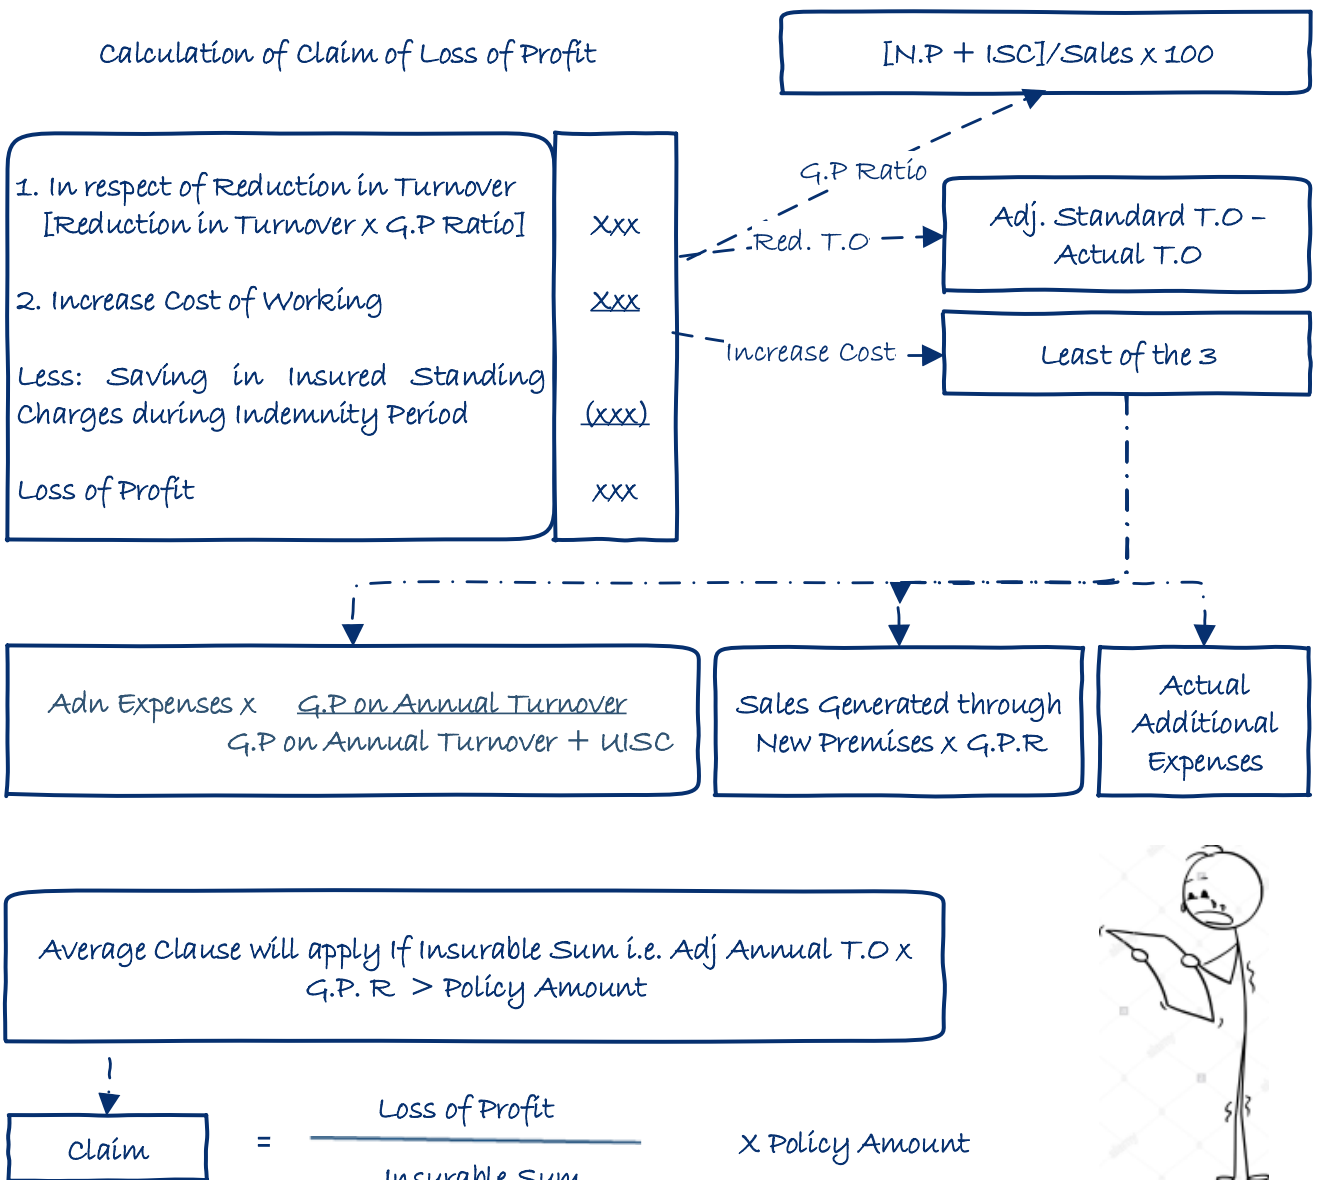 Calculation of Claim of Loss of Profit
[N.P + ISC]/Sales x 100
G.P Ratio
1. In respect of Reduction in Turnover
[Reduction in Turnover x G.P Ratio] Xxx
Red. T.O
Adj. Standard T.O –
Actual T.O
2. Increase Cost of Working Xxx
Increase Cost
Least of the 3
Less: Saving in Insured Standing
Charges during Indemnity Period (xxx)
Loss of Profit xxx
Adn Expenses x G.P on Annual Turnover
G.P on Annual Turnover + UISC
Sales Generated through
New Premises x G.P.R
Actual
Additional
Expenses
Average Clause will apply If Insurable Sum i.e. Adj Annual T.O x
G.P. R > Policy Amount
Loss of Profit
Claim = X Policy Amount
Insurable Sum